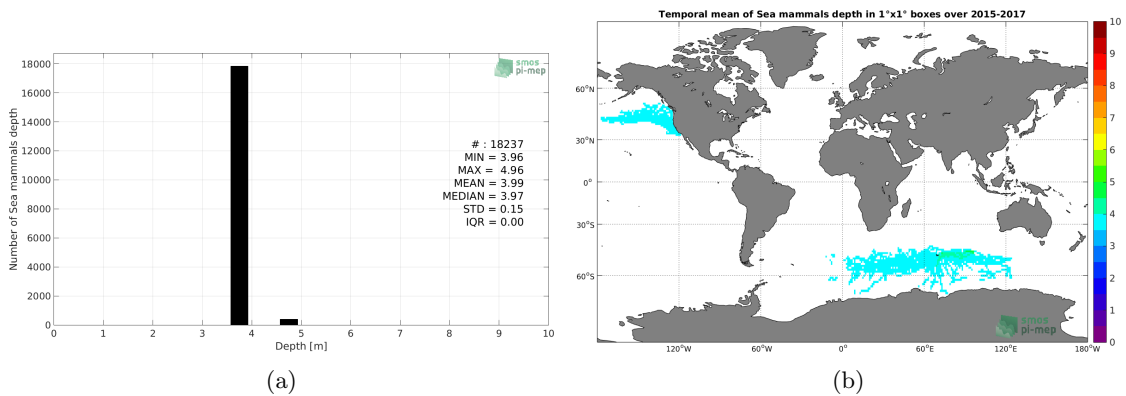 18000
16000
14000
12000
10000
8000
6000
4000
2000
0
Number of Sea mammals depth
smos
pi-mep
# : 18237
MIN = 3.96
MAX = 4.96
MEAN = 3.99
MEDIAN = 3.97
STD = 0.15
IQR = 0.00
0 1 2 3 4 5 6 7 8 9 10
Depth [m]
(a)
Temporal mean of Sea mammals depth in 1°x1° boxes over 2015-2017
60°N
30°N
0°
30°S
60°S
smos
pi-mep
120°W 60°W 0° 60°E 120°E 180°W
10
9
8
7
6
5
4
3
2
1
0
(b)